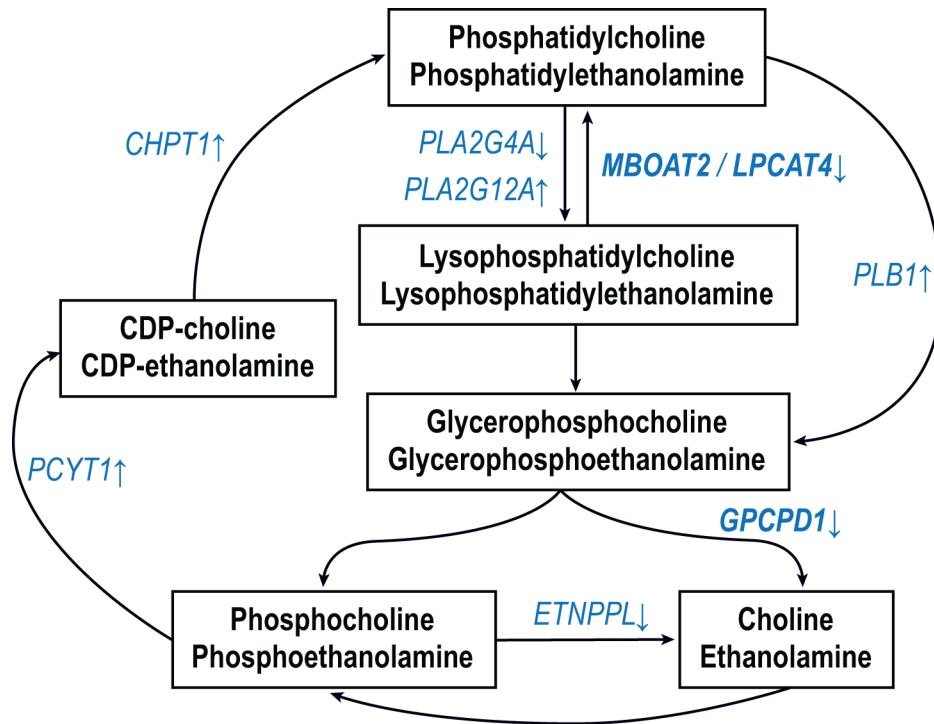 Phosphatidylcholine
Phosphatidylethanolamine
CHPT1↑
PLA2G4A↓
PLA2G12A↑
MBOAT2 / LPCAT4↓
Lysophosphatidylcholine
Lysophosphatidylethanolamine
PLB1↑
CDP-choline
CDP-ethanolamine
Glycerophosphocholine
Glycerophosphoethanolamine
PCYT1↑
GPCPD1↓
Phosphocholine
Phosphoethanolamine
ETNPPL↓
Choline
Ethanolamine